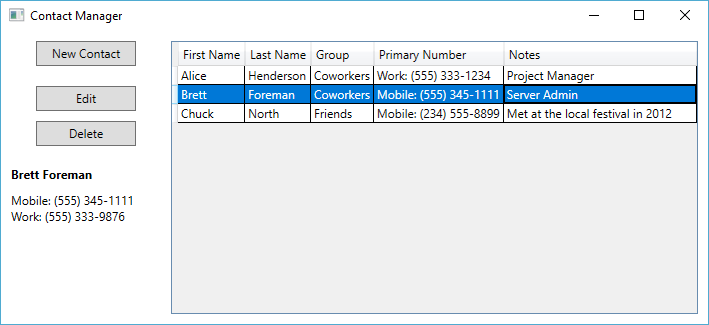 Contact Manager
New Contact
Edit
Delete
Brett Foreman
Mobile: (555) 345-1111
Work: (555) 333-9876
First Name Last Name Group Primary Number Notes
Alice Henderson Coworkers Work: (555) 333-1234 Project Manager
Brett Foreman Coworkers Mobile: (555) 345-1111 Server Admin
Chuck North Friends Mobile: (234) 555-8899 Met at the local festival in 2012